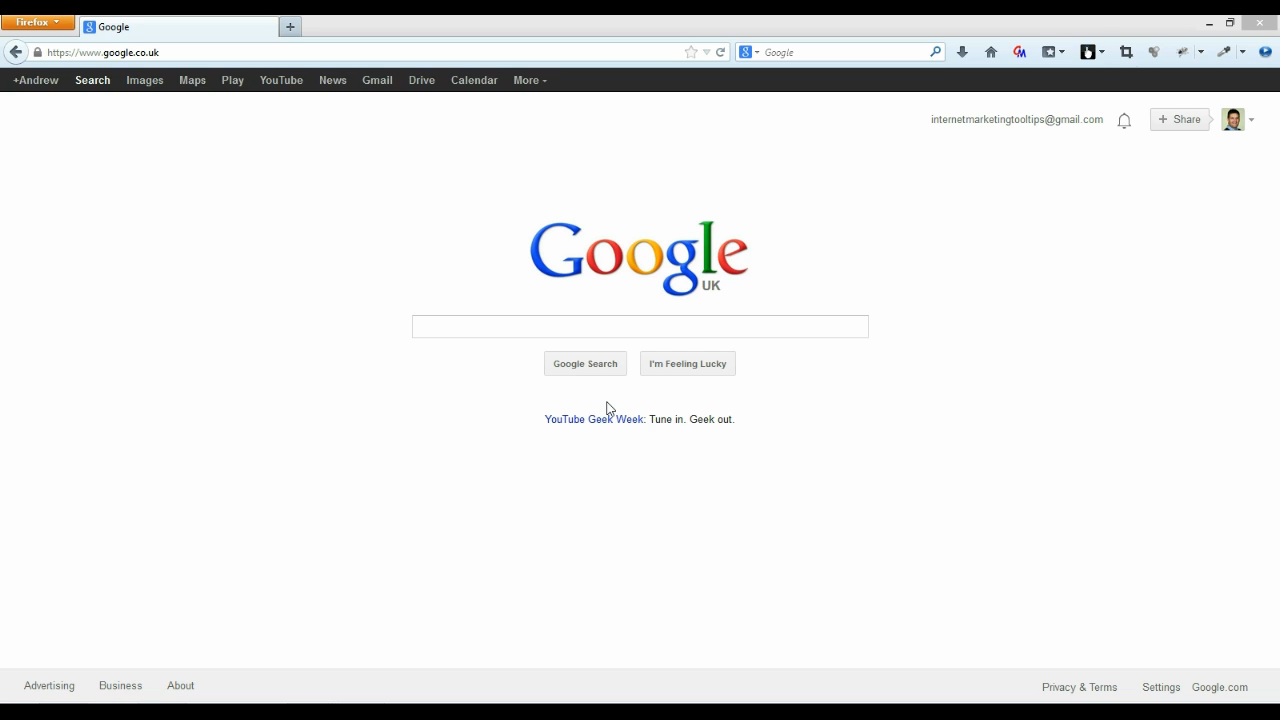 Firefox
Google
https://www.google.co.uk
Google
+Andrew Search Images Maps Play YouTube News Gmail Drive Calendar More
internetmarketingtooltips@gmail.com
+ Share
Google
UK
Google Search I'm Feeling Lucky
YouTube Geek Week: Tune in. Geek out.
Advertising Business About Privacy & Terms Settings Google.com